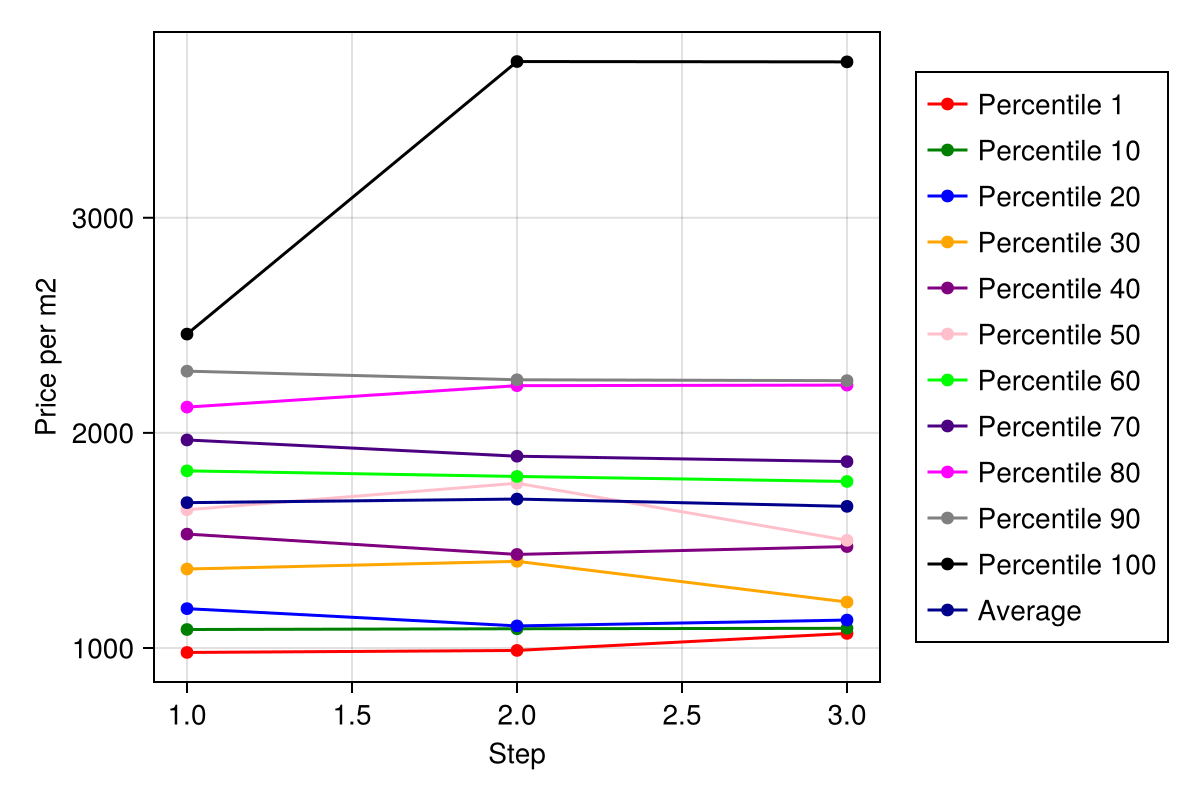 Price per m2
3000
2000
1000
1.0 1.5 2.0 2.5 3.0
Step
Percentile 1
Percentile 10
Percentile 20
Percentile 30
Percentile 40
Percentile 50
Percentile 60
Percentile 70
Percentile 80
Percentile 90
Percentile 100
Average